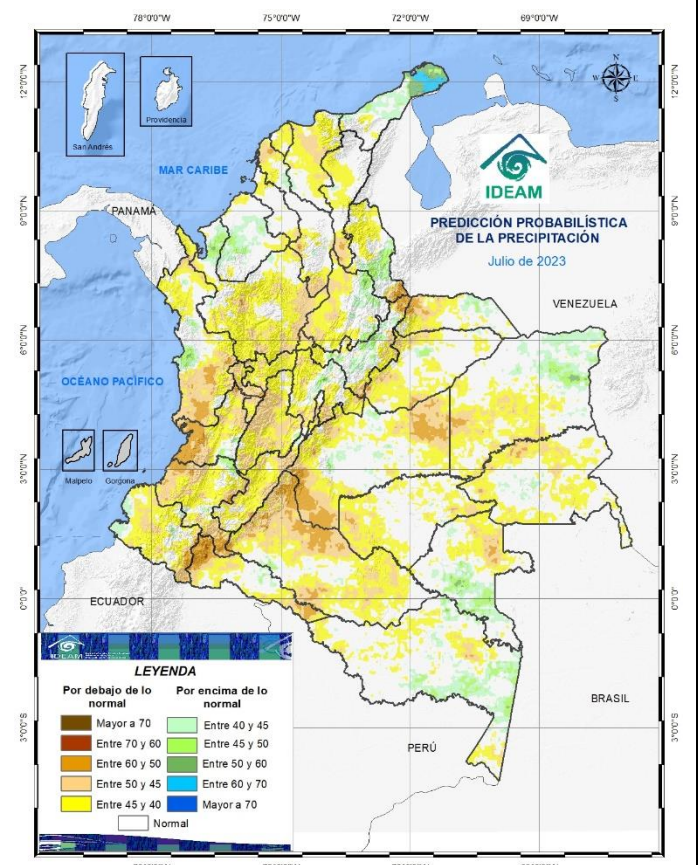 78°0'0"W 75°0'0"W 72°0'0"W 69°0'0"W
12°0'0"N 12°0'0"N
9°0'0"N 9°0'0"N
6°0'0"N 6°0'0"N
3°0'0"N 3°0'0"N
0°0'0" 0°0'0"
3°0'0"S 3°0'0"S
N
W E
S
San Andrés
Providencia
MAR CARIBE
PANAMÁ
IDEAM
PREDICCIÓN PROBABILÍSTICA
DE LA PRECIPITACIÓN
Julio de 2023
VENEZUELA
OCÉANO PACÍFICO
Malpelo
Gorgona
ECUADOR
BRASIL
PERÚ
IDEAM
LEYENDA
Por debajo de lo
normal
Mayor a 70
Entre 70 y 60
Entre 60 y 50
Entre 50 y 45
Entre 45 y 40
Por encima de lo
normal
Entre 40 y 45
Entre 45 y 50
Entre 50 y 60
Entre 60 y 70
Mayor a 70
Normal